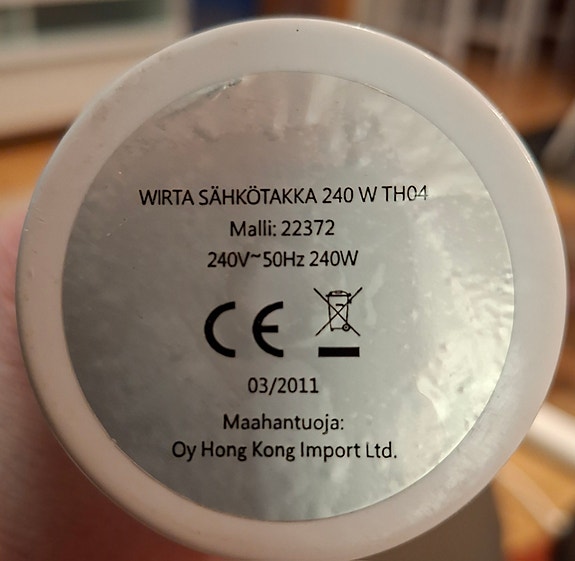 WIRTA SÄHKÖTAKKA 240 W TH04
Malli: 22372
240V~50Hz 240W
CE
03/2011
Maahantuoja:
Oy Hong Kong Import Ltd.